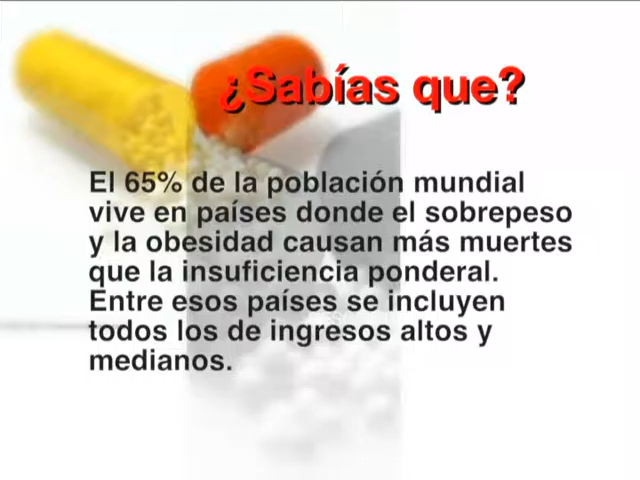 ¿Sabías que?
El 65% de la población mundial
vive en países donde el sobrepeso
y la obesidad causan más muertes
que la insuficiencia ponderal.
Entre esos países se incluyen
todos los de ingresos altos y
medianos.